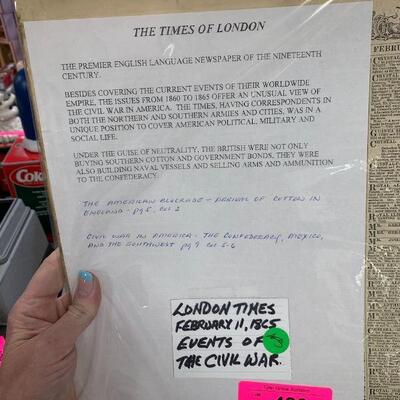 THE TIMES OF LONDON
THE PREMIER ENGLISH LANGUAGE NEWSPAPER OF THE NINETEENTH
CENTURY.
BESIDES COVERING THE CURRENT EVENTS OF THEIR WORLDWIDE
EMPIRE, THE ISSUES FROM 1860 TO 1865 OFFER AN UNUSUAL VIEW OF
THE CIVIL WAR IN AMERICA. THE TIMES, HAVING CORRESPONDENTS IN
BOTH THE NORTHERN AND SOUTHERN ARMIES AND CITIES, WAS IN A
UNIQUE POSITION TO COVER AMERICAN POLITICAL, MILITARY AND
SOCIAL LIFE.
UNDER THE GUISE OF NEUTRALITY, THE BRITISH WERE NOT ONLY
BUYING SOUTHERN COTTON AND GOVERNMENT BONDS, THEY WERE
ALSO BUILDING NAVAL VESSELS AND SELLING ARMS AND AMMUNITION
TO THE CONFEDERACY.
THE AMERICAN BLOCKADE - ARRIVAL OF COTTON IN
ENGLAND - pg 5, col 2
CIVIL WAR IN AMERICA - THE CONFEDERACY, MEXICO,
AND THE SOUTHWEST pg 9 col 5-6
LONDON TIMES
FEBRUARY 11, 1865
EVENTS OF
THE CIVIL WAR.
Coke
FEBRU
CRYSTAL